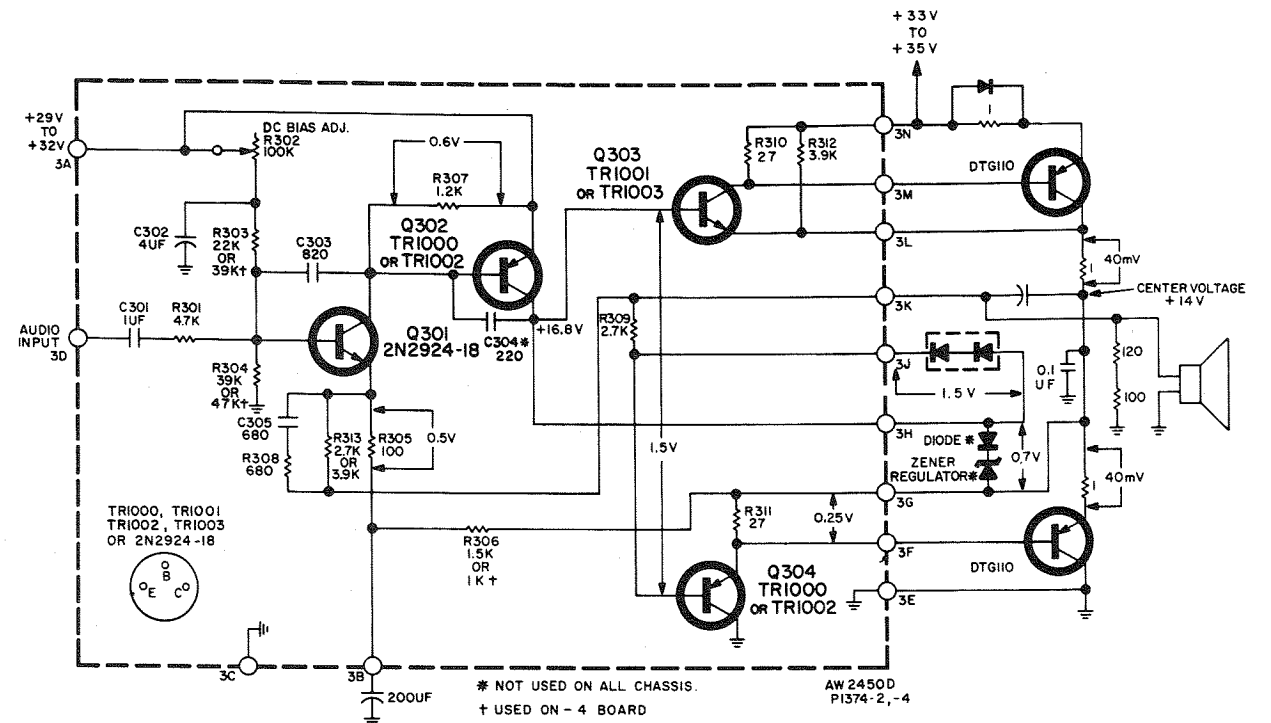 + 33V
TO
+ 35V
+29V
TO
+32V
3A
DC BIAS ADJ.
R302
100K
0.6V
R307
1.2K
Q303
TR1001
OR TR1003
R310
27
R312
3.9K
3N
1
DTG110
3M
3L
40mV
1
C302
4UF
R303
22K
OR
39K†
C303
820
Q302
TR1000
OR TR1002
3K
CENTER VOLTAGE
+14V
AUDIO
INPUT
3D
C301
1UF
R301
4.7K
Q301
2N2924-18
C304*
220
+16.8V
R309
2.7K
3J
1.5 V
0.1
UF
120
100
R304
39K
OR
47K†
C305
680
R308
680
R313
2.7K
OR
3.9K
R305
100
0.5V
1.5V
3H
DIODE *
ZENER
REGULATOR*
0.7V
3G
40mV
1
TR1000, TR1001
TR1002, TR1003
OR 2N2924-18
B
E
C
R306
1.5K
OR
1K †
R311
27
0.25V
3F
DTG110
Q304
TR1000
OR TR1002
3E
3C
3B
200UF
* NOT USED ON ALL CHASSIS.
† USED ON - 4 BOARD
AW2450D
P1374-2,-4